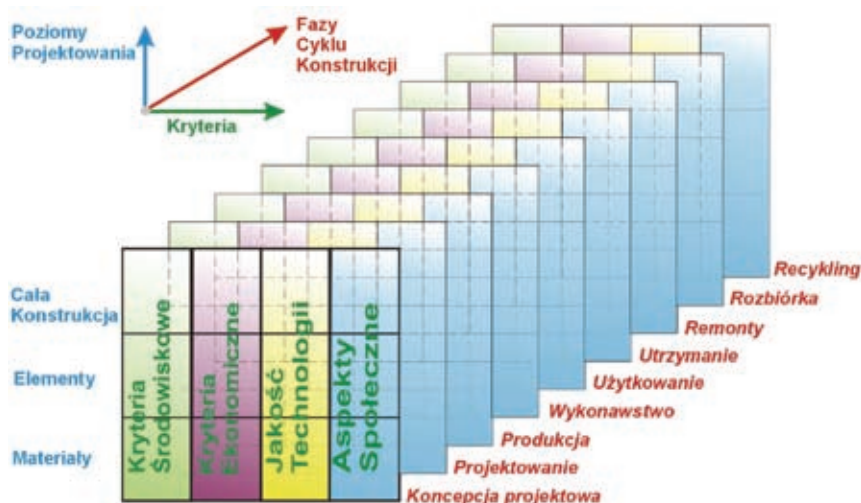 Poziomy
Projektowania
Fazy
Cyklu
Konstrukcji
Kryteria
Cała
Konstrukcja
Elementy
Materiały
Kryteria
Środowiskowe
Kryteria
Ekonomiczne
Jakość
Technologii
Aspekty
Społeczne
Recykling
Rozbiórka
Remonty
Utrzymanie
Użytkowanie
Wykonawstwo
Produkcja
Projektowanie
Koncepcja projektowa